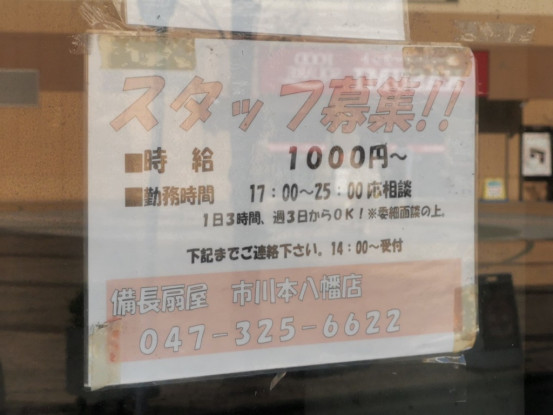 スタッフ募集!!
■時 給 1000円～
■勤務時間 17：00～25：00応相談
1日3時間、週3日からOK！※委細面談の上。
下記までご連絡下さい。14：00～受付
備長扇屋 市川本八幡店
047－325－6622